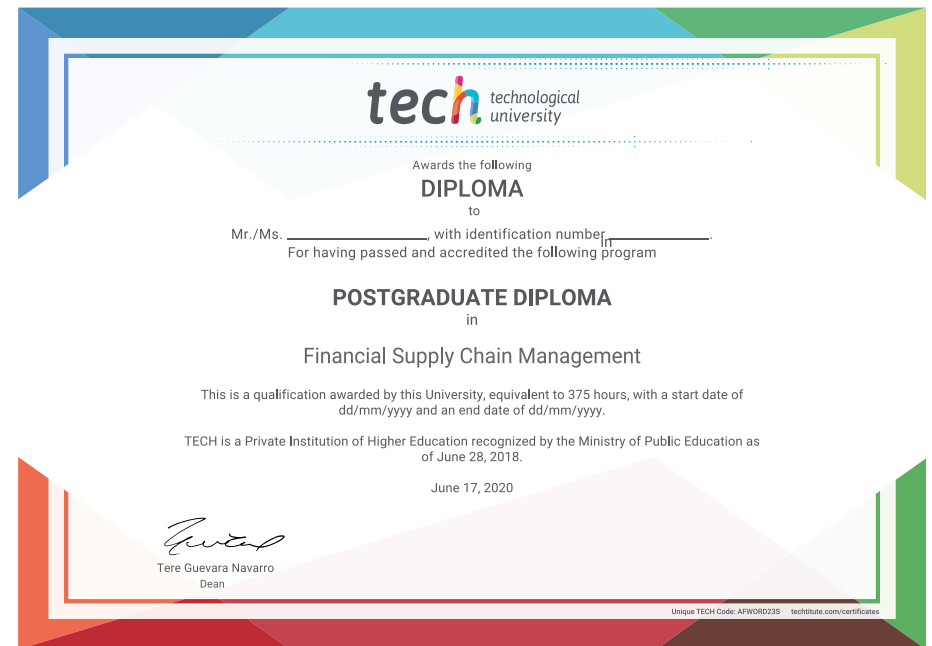 tech technological
university
Awards the following
DIPLOMA
to
Mr./Ms. ____________, with identification number ____________.
in
For having passed and accredited the following program
POSTGRADUATE DIPLOMA
in
Financial Supply Chain Management
This is a qualification awarded by this University, equivalent to 375 hours, with a start date of
dd/mm/yyyy and an end date of dd/mm/yyyy.
TECH is a Private Institution of Higher Education recognized by the Ministry of Public Education as
of June 28, 2018.
June 17, 2020
Tere Guevara Navarro
Dean
Unique TECH Code: AFWORD23S techtitute.com/certificates